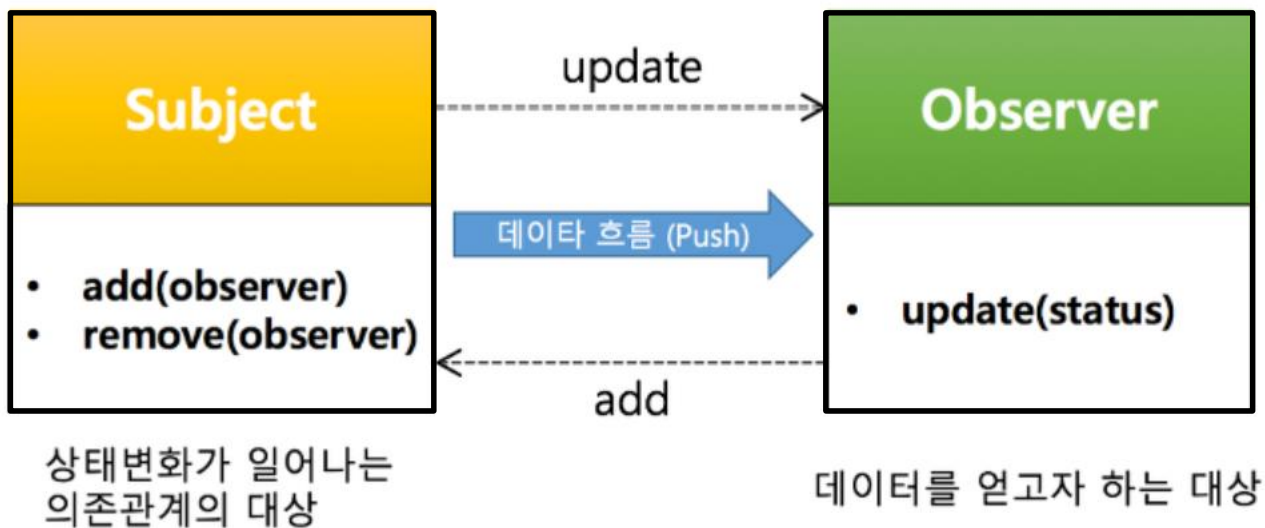 Subject
update
Observer
데이타 흐름 (Push)
• add(observer)
• remove(observer)
• update(status)
add
상태변화가 일어나는
의존관계의 대상
데이터를 얻고자 하는 대상